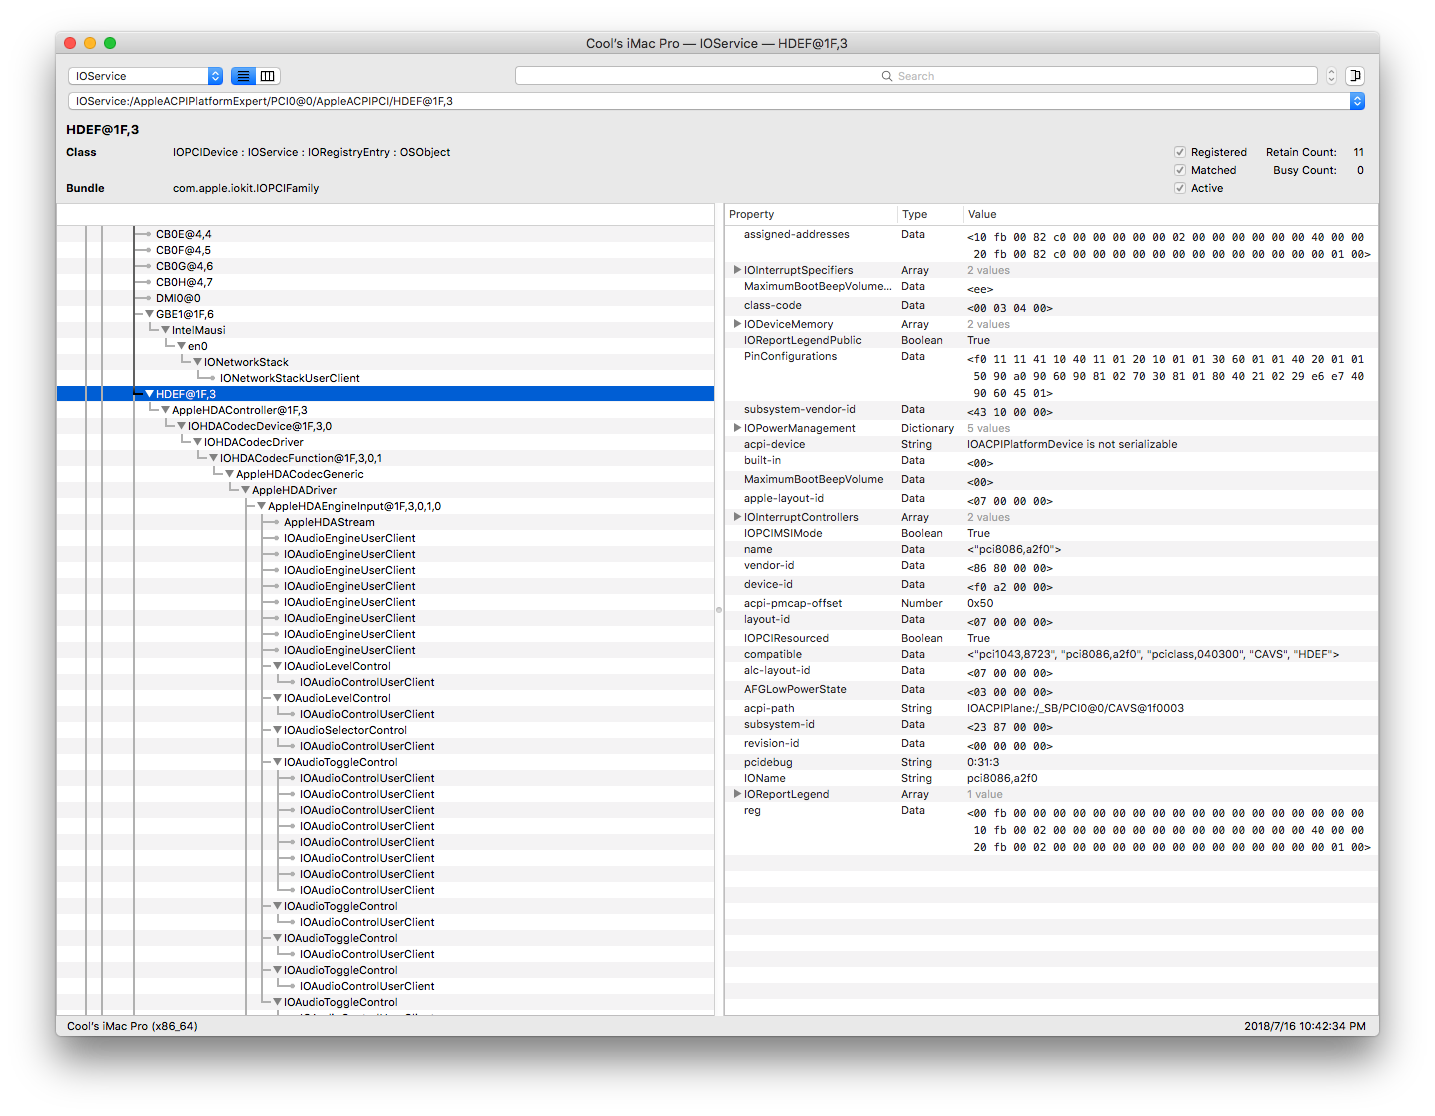 Cool's iMac Pro — IOService — HDEF@1F,3
IOService
Search
IOService:/AppleACPIPlatformExpert/PCI0@0/AppleACPIPCI/HDEF@1F,3
HDEF@1F,3
Class IOPCIDevice : IOService : IORegistryEntry : OSObject
Registered Retain Count: 11
Matched Busy Count: 0
Bundle com.apple.iokit.IOPCIFamily
Active
CB0E@4,4
CB0F@4,5
CB0G@4,6
CB0H@4,7
DMI0@0
GBE1@1F,6
IntelMausi
en0
IONetworkStack
IONetworkStackUserClient
HDEF@1F,3
AppleHDAController@1F,3
IOHDACodecDevice@1F,3,0
IOHDACodecDriver
IOHDACodecFunction@1F,3,0,1
AppleHDACodecGeneric
AppleHDADriver
AppleHDAEngineInput@1F,3,0,1,0
AppleHDAStream
IOAudioEngineUserClient
IOAudioEngineUserClient
IOAudioEngineUserClient
IOAudioEngineUserClient
IOAudioEngineUserClient
IOAudioEngineUserClient
IOAudioEngineUserClient
IOAudioEngineUserClient
IOAudioLevelControl
IOAudioControlUserClient
IOAudioLevelControl
IOAudioControlUserClient
IOAudioSelectorControl
IOAudioControlUserClient
IOAudioToggleControl
IOAudioControlUserClient
IOAudioControlUserClient
IOAudioControlUserClient
IOAudioControlUserClient
IOAudioControlUserClient
IOAudioControlUserClient
IOAudioControlUserClient
IOAudioControlUserClient
IOAudioToggleControl
IOAudioControlUserClient
IOAudioToggleControl
IOAudioControlUserClient
IOAudioToggleControl
IOAudioControlUserClient
IOAudioToggleControl
Property Type Value
assigned-addresses Data <10 fb 00 82 c0 00 00 00 00 00 02 00 00 00 00 00 00 40 00 00
20 fb 00 82 c0 00 00 00 00 00 00 00 00 00 00 00 00 00 01 00>
IOInterruptSpecifiers Array 2 values
MaximumBootBeepVolume... Data <ee>
class-code Data <00 03 04 00>
IODeviceMemory Array 2 values
IOReportLegendPublic Boolean True
PinConfigurations Data <f0 11 11 41 10 40 11 01 20 10 01 01 30 60 01 01 40 20 01 01
50 90 a0 90 60 90 81 02 70 30 81 01 80 40 21 02 29 e6 e7 40
90 60 45 01>
subsystem-vendor-id Data <43 10 00 00>
IOPowerManagement Dictionary 5 values
acpi-device String IOACPIPlatformDevice is not serializable
built-in Data <00>
MaximumBootBeepVolume Data <00>
apple-layout-id Data <07 00 00 00>
IOInterruptControllers Array 2 values
IOPCIMSIMode Boolean True
name Data <"pci8086,a2f0">
vendor-id Data <86 80 00 00>
device-id Data <f0 a2 00 00>
acpi-pmcap-offset Number 0x50
layout-id Data <07 00 00 00>
IOPCIResourced Boolean True
compatible Data <"pci1043,8723", "pci8086,a2f0", "pciclass,040300", "CAVS", "HDEF">
alc-layout-id Data <07 00 00 00>
AFGLowPowerState Data <03 00 00 00>
acpi-path String IOACPIPlane:/_SB/PCI0@0/CAVS@1f0003
subsystem-id Data <23 87 00 00>
revision-id Data <00 00 00 00>
pcidebug String 0:31:3
IOName String pci8086,a2f0
IOReportLegend Array 1 value
reg Data <00 fb 00 00 00 00 00 00 00 00 00 00 00 00 00 00 00 00 00 00
10 fb 00 02 00 00 00 00 00 00 00 00 00 00 00 00 00 40 00 00
20 fb 00 02 00 00 00 00 00 00 00 00 00 00 00 00 00 00 01 00>
Cool's iMac Pro (x86_64)
2018/7/16 10:42:34 PM